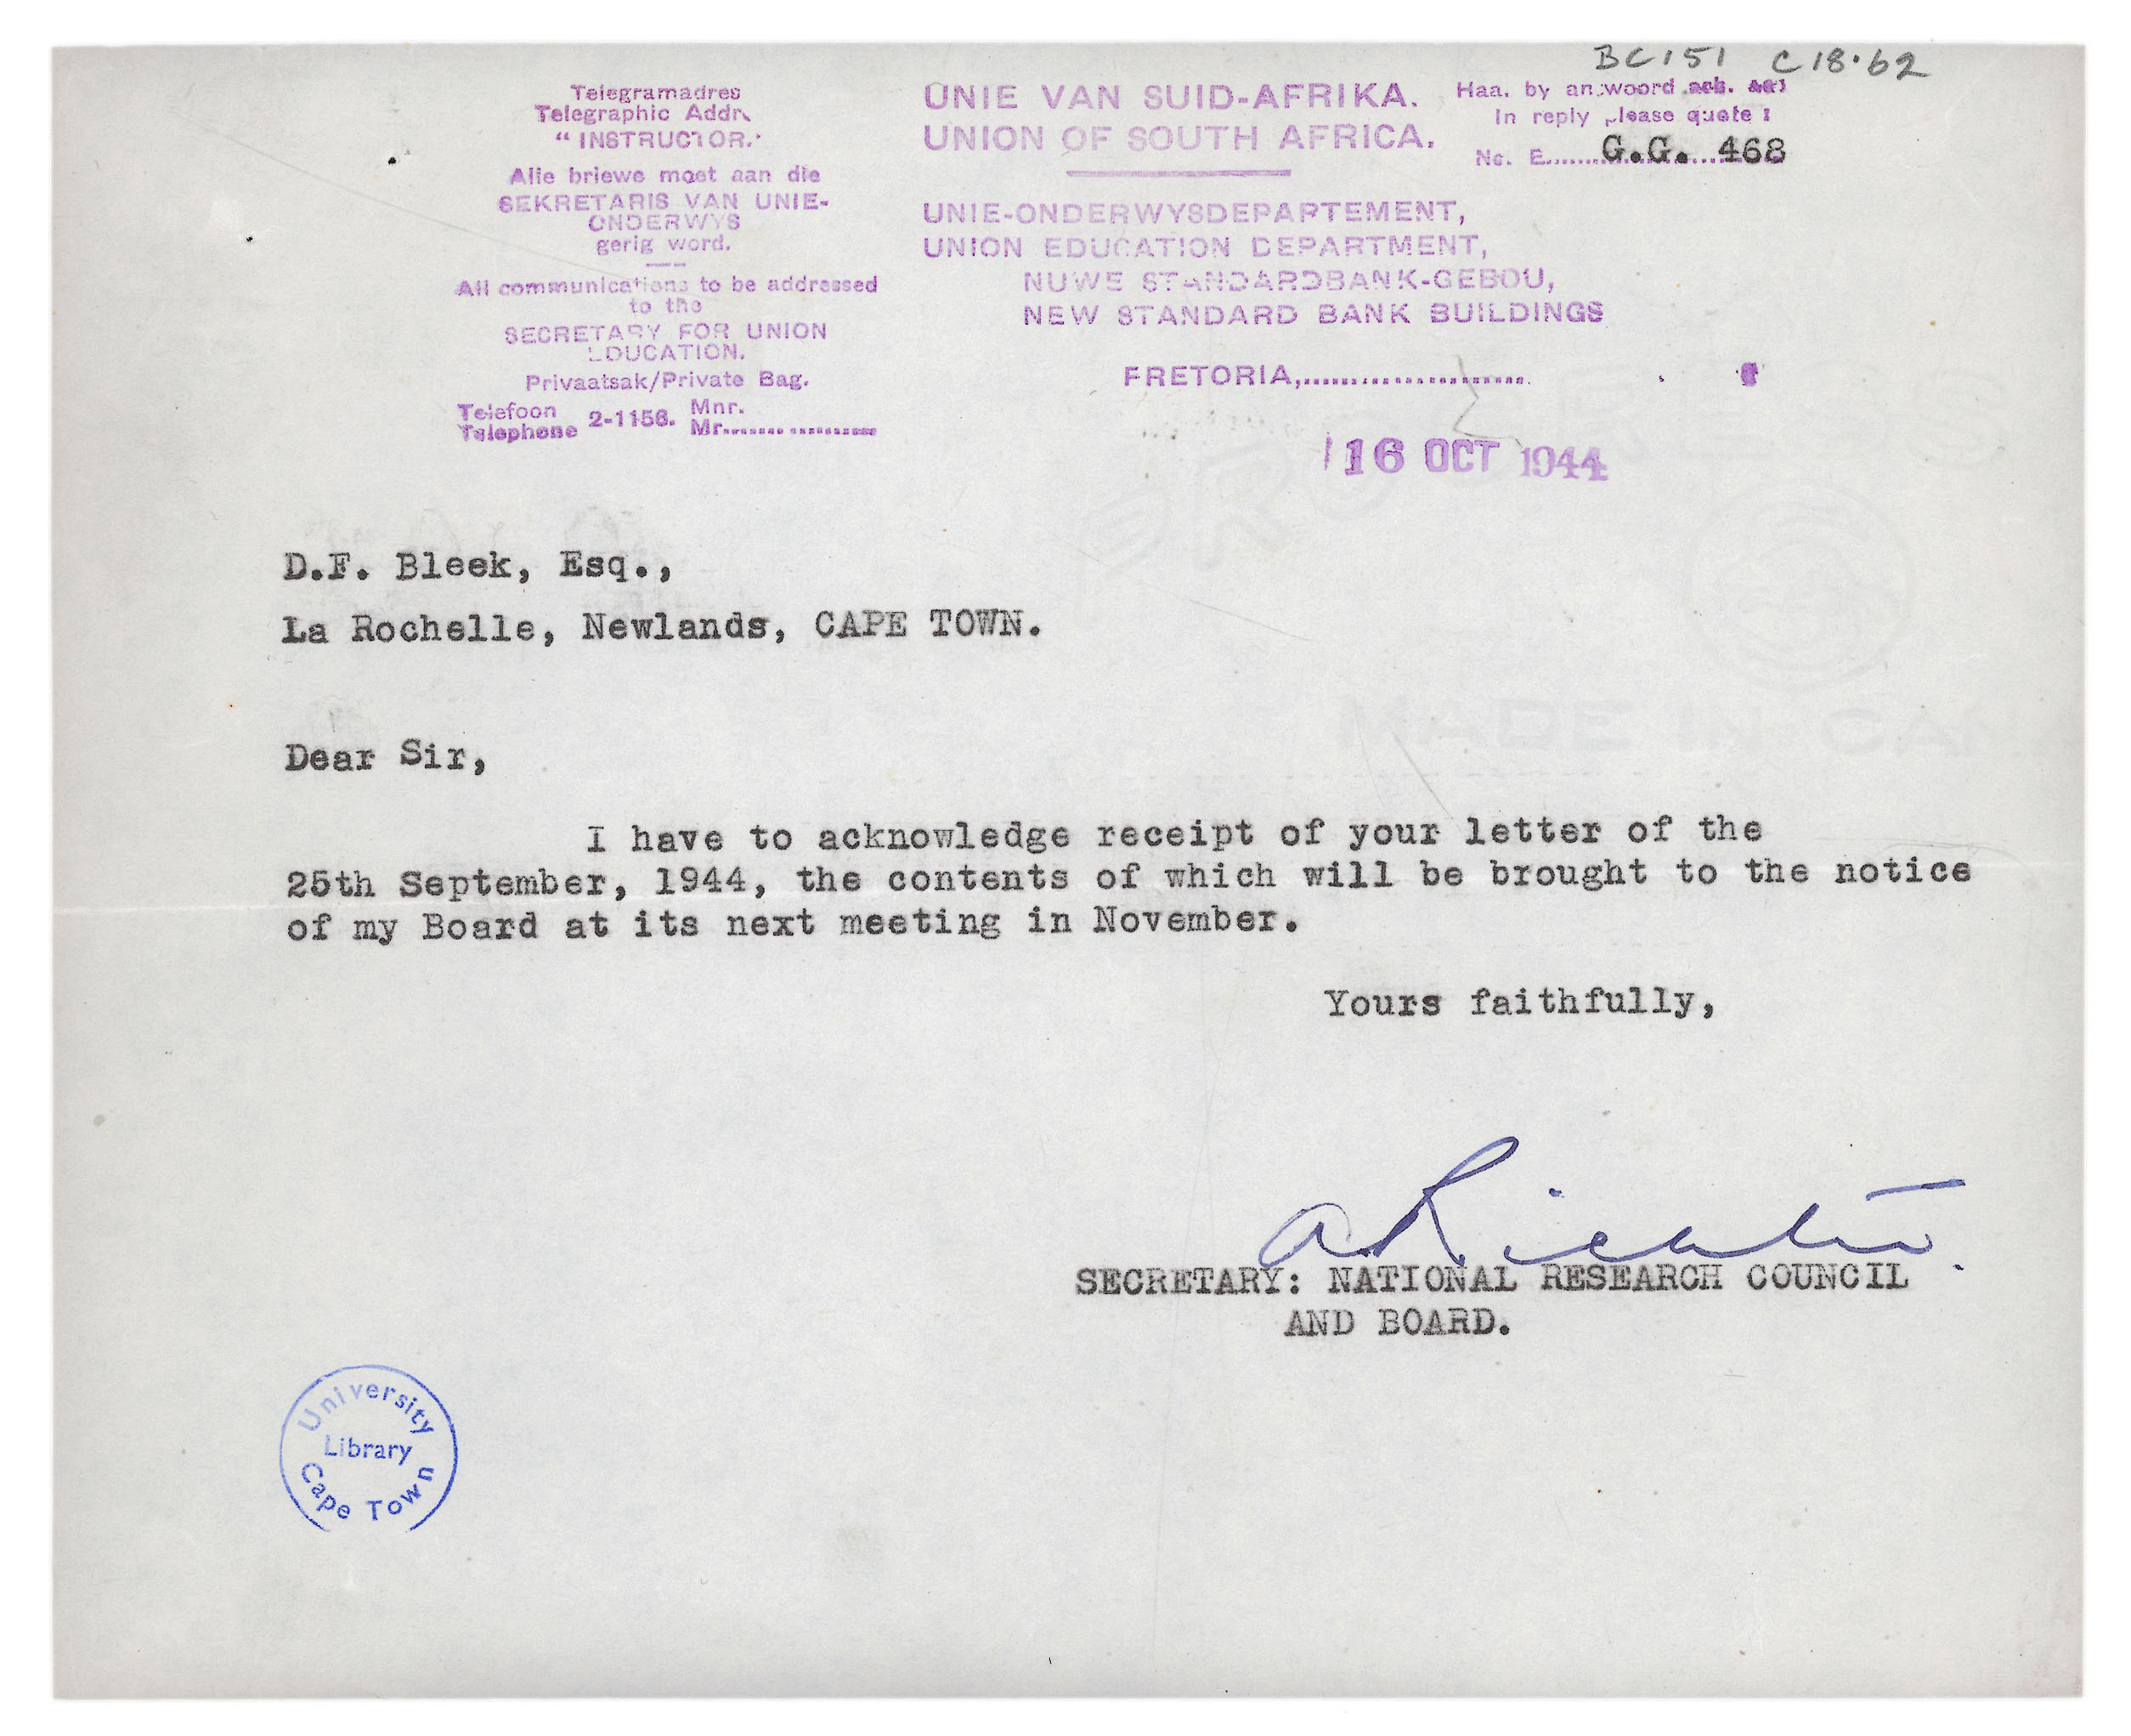 BC151 C18.62
Telegramadres
Telegraphic Addr.
"INSTRUCTOR."
Alle briewe moet aan die
SEKRETARIS VAN UNIE-
ONDERWYS
gerig word.
All communications to be addressed
to the
SECRETARY FOR UNION
EDUCATION.
Privaatsak/Private Bag.
Telefoon
Telephone 2-1156. Mnr.
Mr.
UNIE VAN SUID-AFRIKA.
UNION OF SOUTH AFRICA.
UNIE-ONDERWYSDEPARTEMENT,
UNION EDUCATION DEPARTMENT,
NUWE STANDARDBANK-GEBOU,
NEW STANDARD BANK BUILDINGS
PRETORIA,
by antwoord
In reply please quote :
No. E. G.G. 468
16 OCT 1944
D.F. Bleek, Esq.,
La Rochelle, Newlands, CAPE TOWN.
Dear Sir,
I have to acknowledge receipt of your letter of the
25th September, 1944, the contents of which will be brought to the notice
of my Board at its next meeting in November.
Yours faithfully,
A Richter.
SECRETARY: NATIONAL RESEARCH COUNCIL
AND BOARD.
University
Library
Cape Town
MADE IN CA